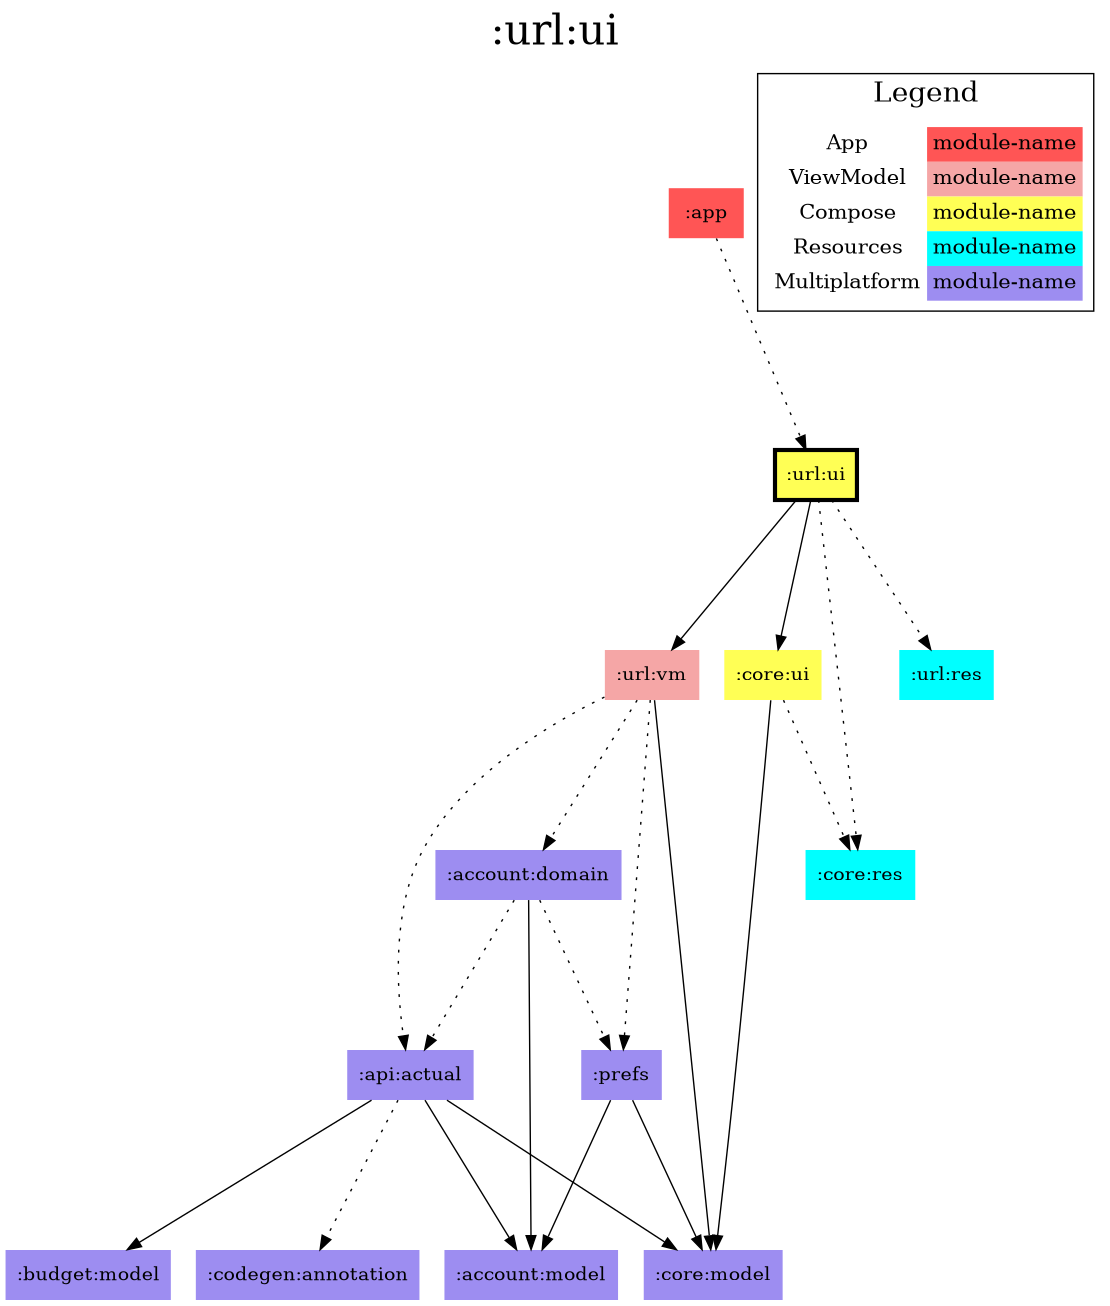 :url:ui
Legend
App module-name
ViewModel module-name
Compose module-name
Resources module-name
Multiplatform module-name
:app
:url:ui
:url:vm
:core:ui
:url:res
:account:domain
:core:res
:api:actual
:prefs
:budget:model
:codegen:annotation
:account:model
:core:model